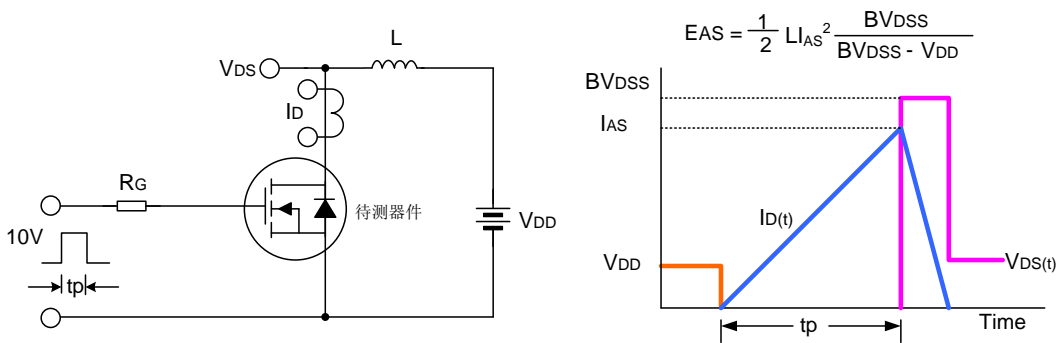 L
VDS
ID
RG
待测器件
10V
tp
VDD
EAS = 1/2 LIAS² BVDSS / BVDSS - VDD
BVDSS
IAS
ID(t)
VDD
VDS(t)
tp
Time